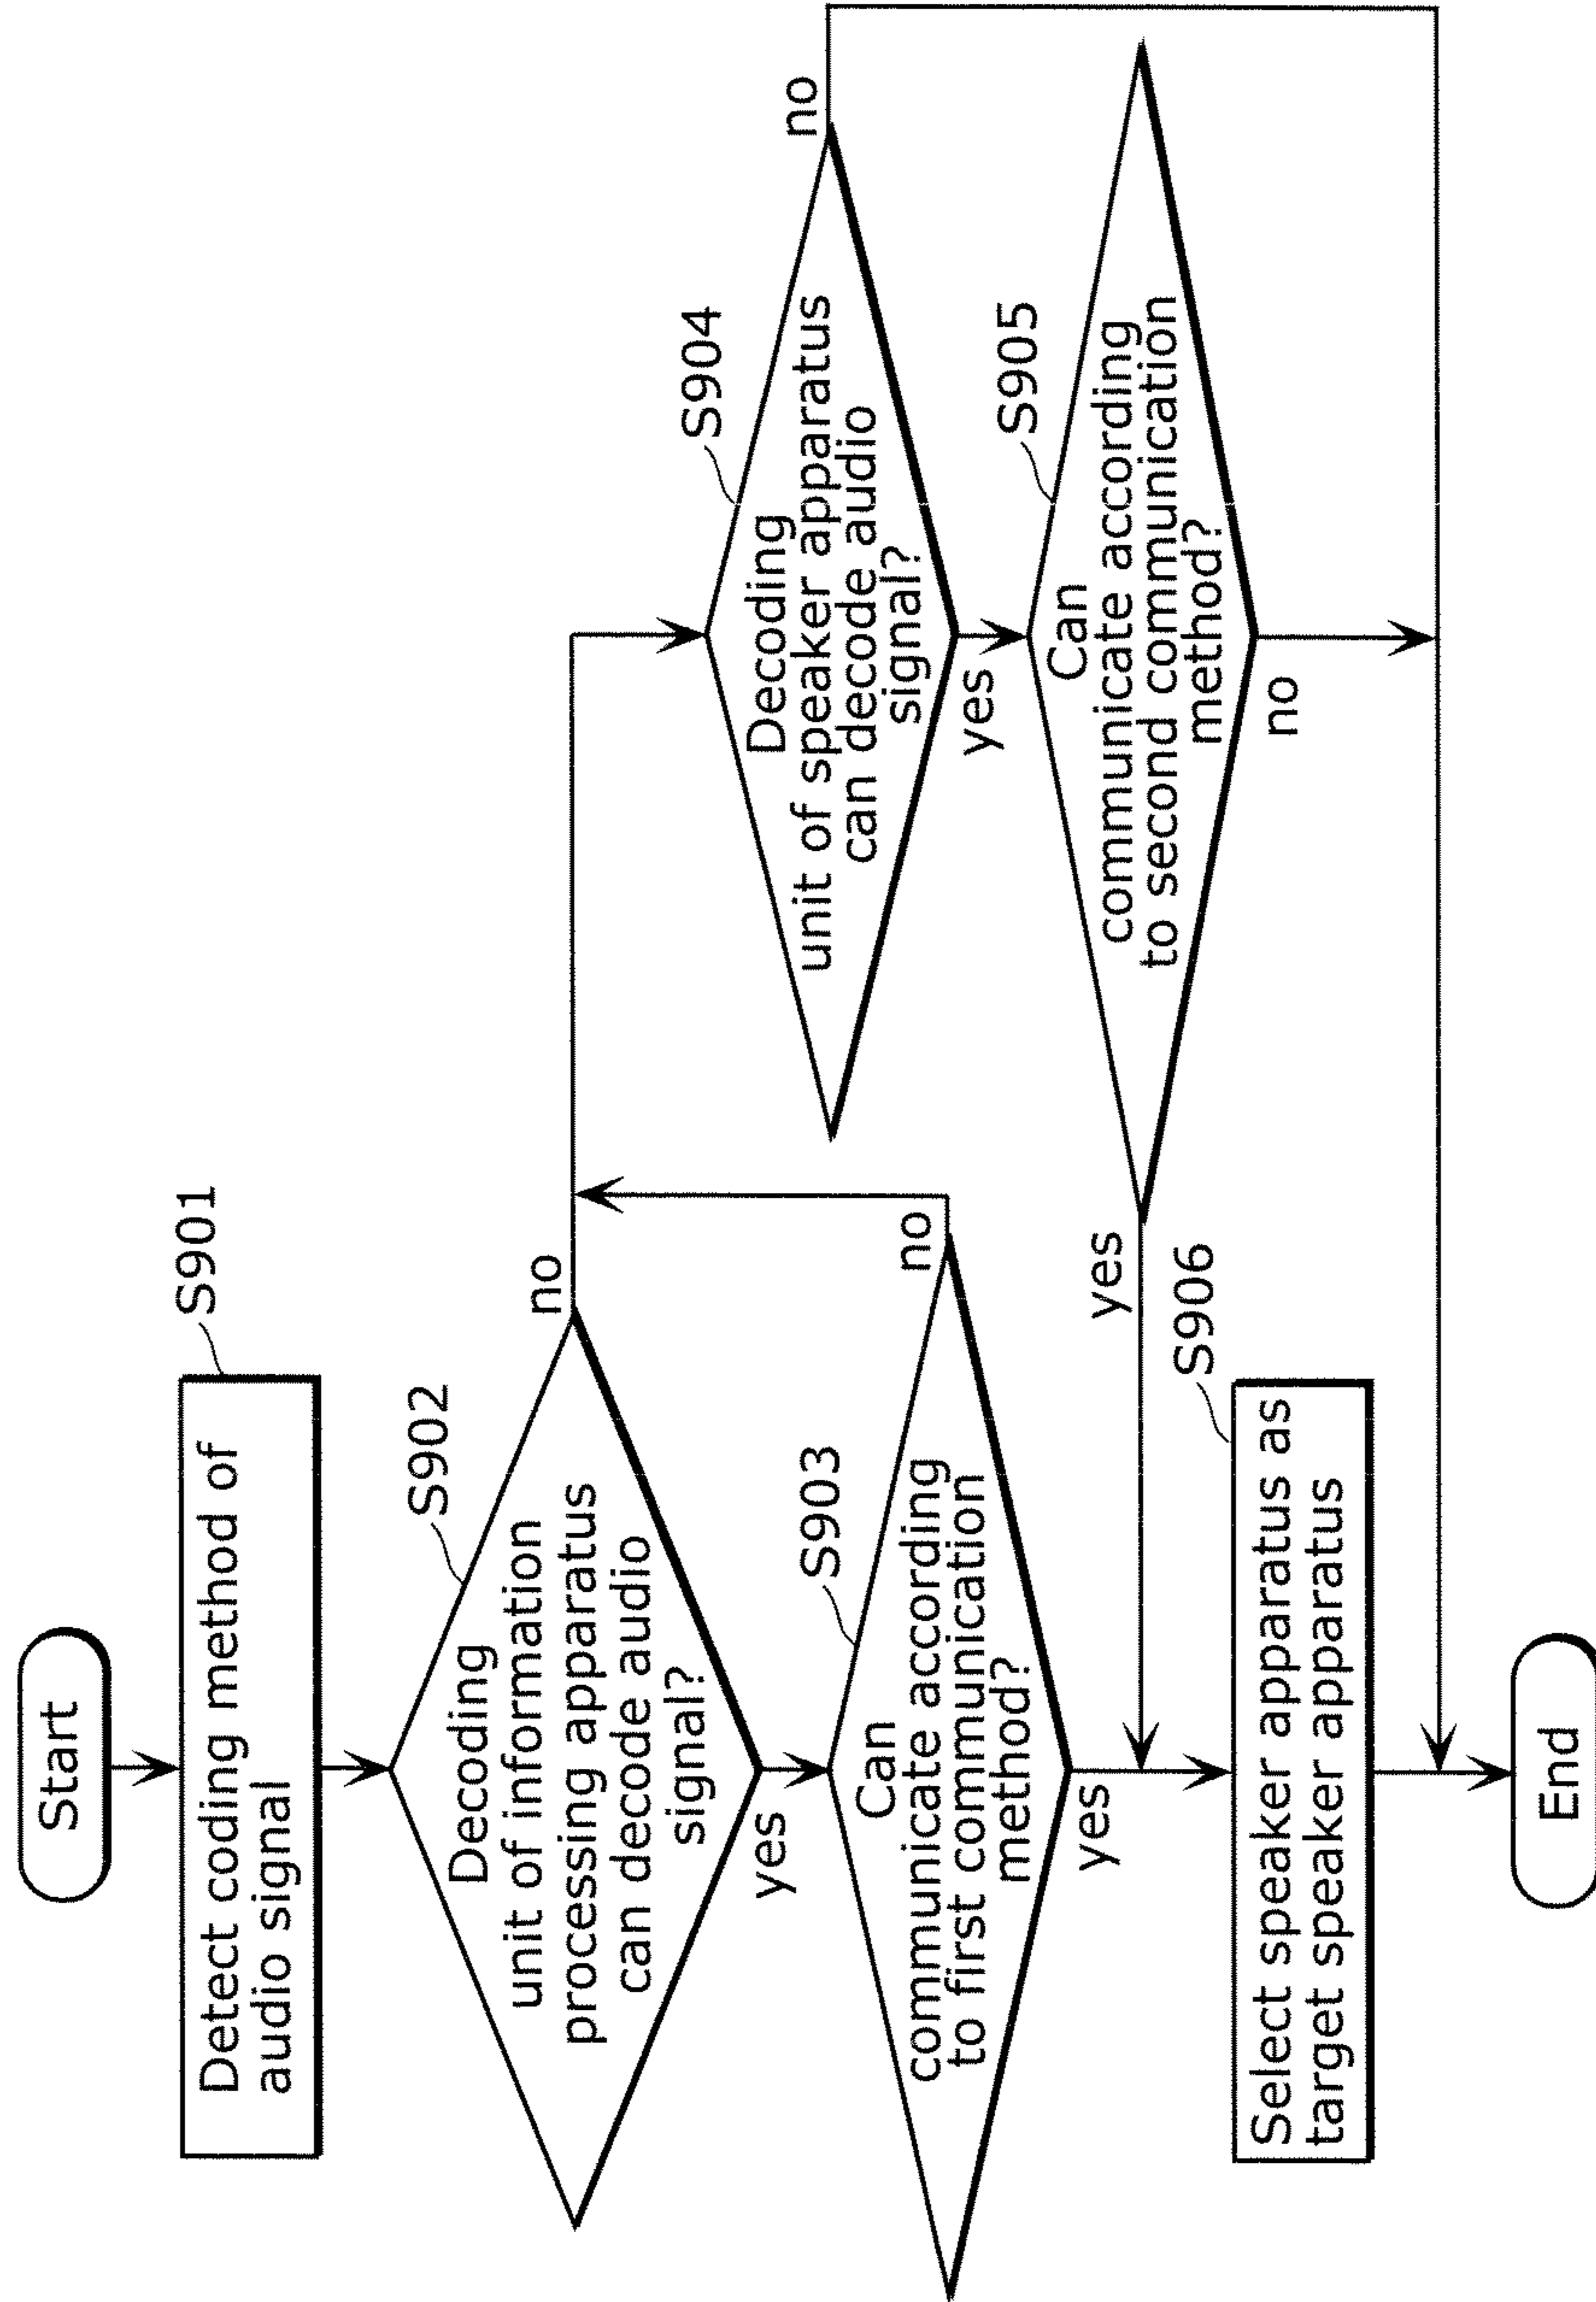 Start
S901
Detect coding method of
audio signal
S902
Decoding
unit of information
processing apparatus
can decode audio
signal?
no
yes
S903
Can
communicate according
to first communication
method?
no
yes
S904
Decoding
unit of speaker apparatus
can decode audio
signal?
no
yes
S905
Can
communicate according
to second communication
method?
yes
no
S906
Select speaker apparatus as
target speaker apparatus
End